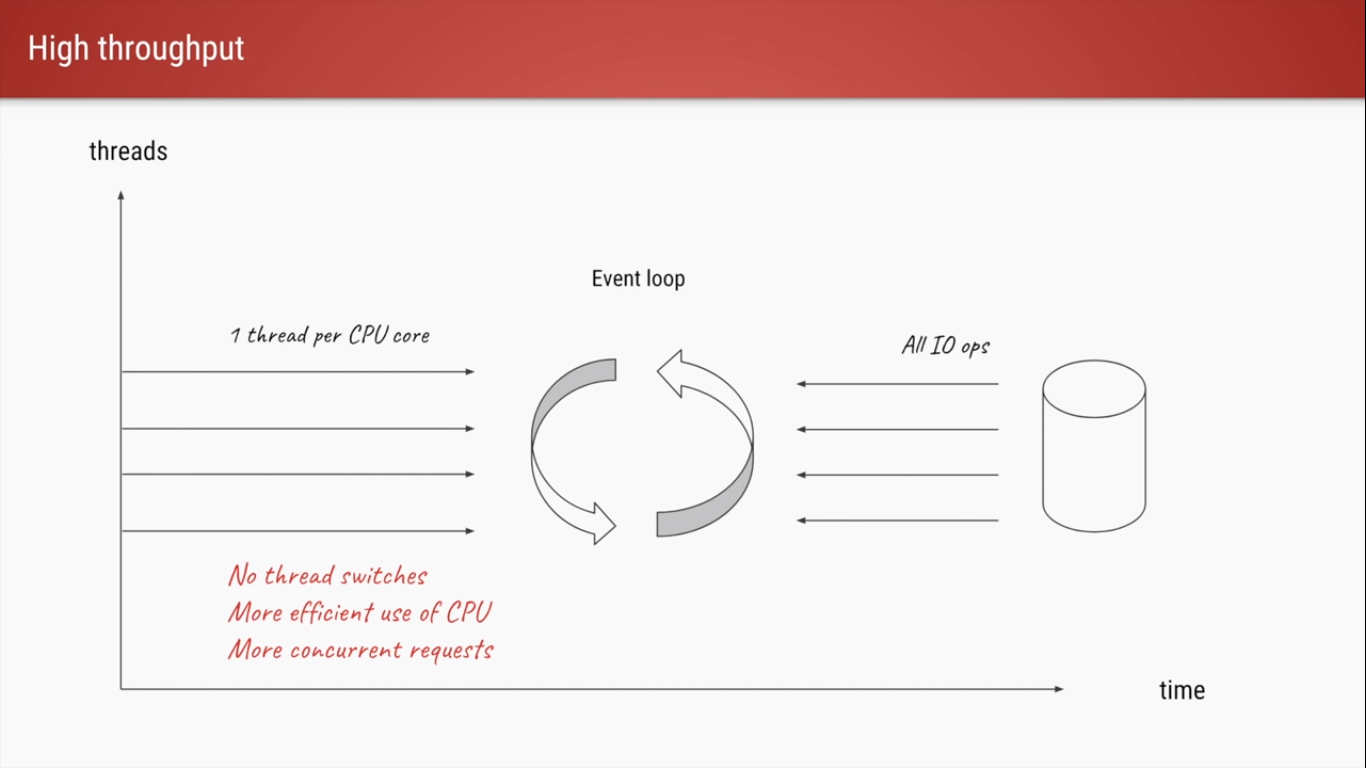 High throughput
threads
Event loop
1 thread per CPU core
All IO ops
No thread switches
More efficient use of CPU
More concurrent requests
time